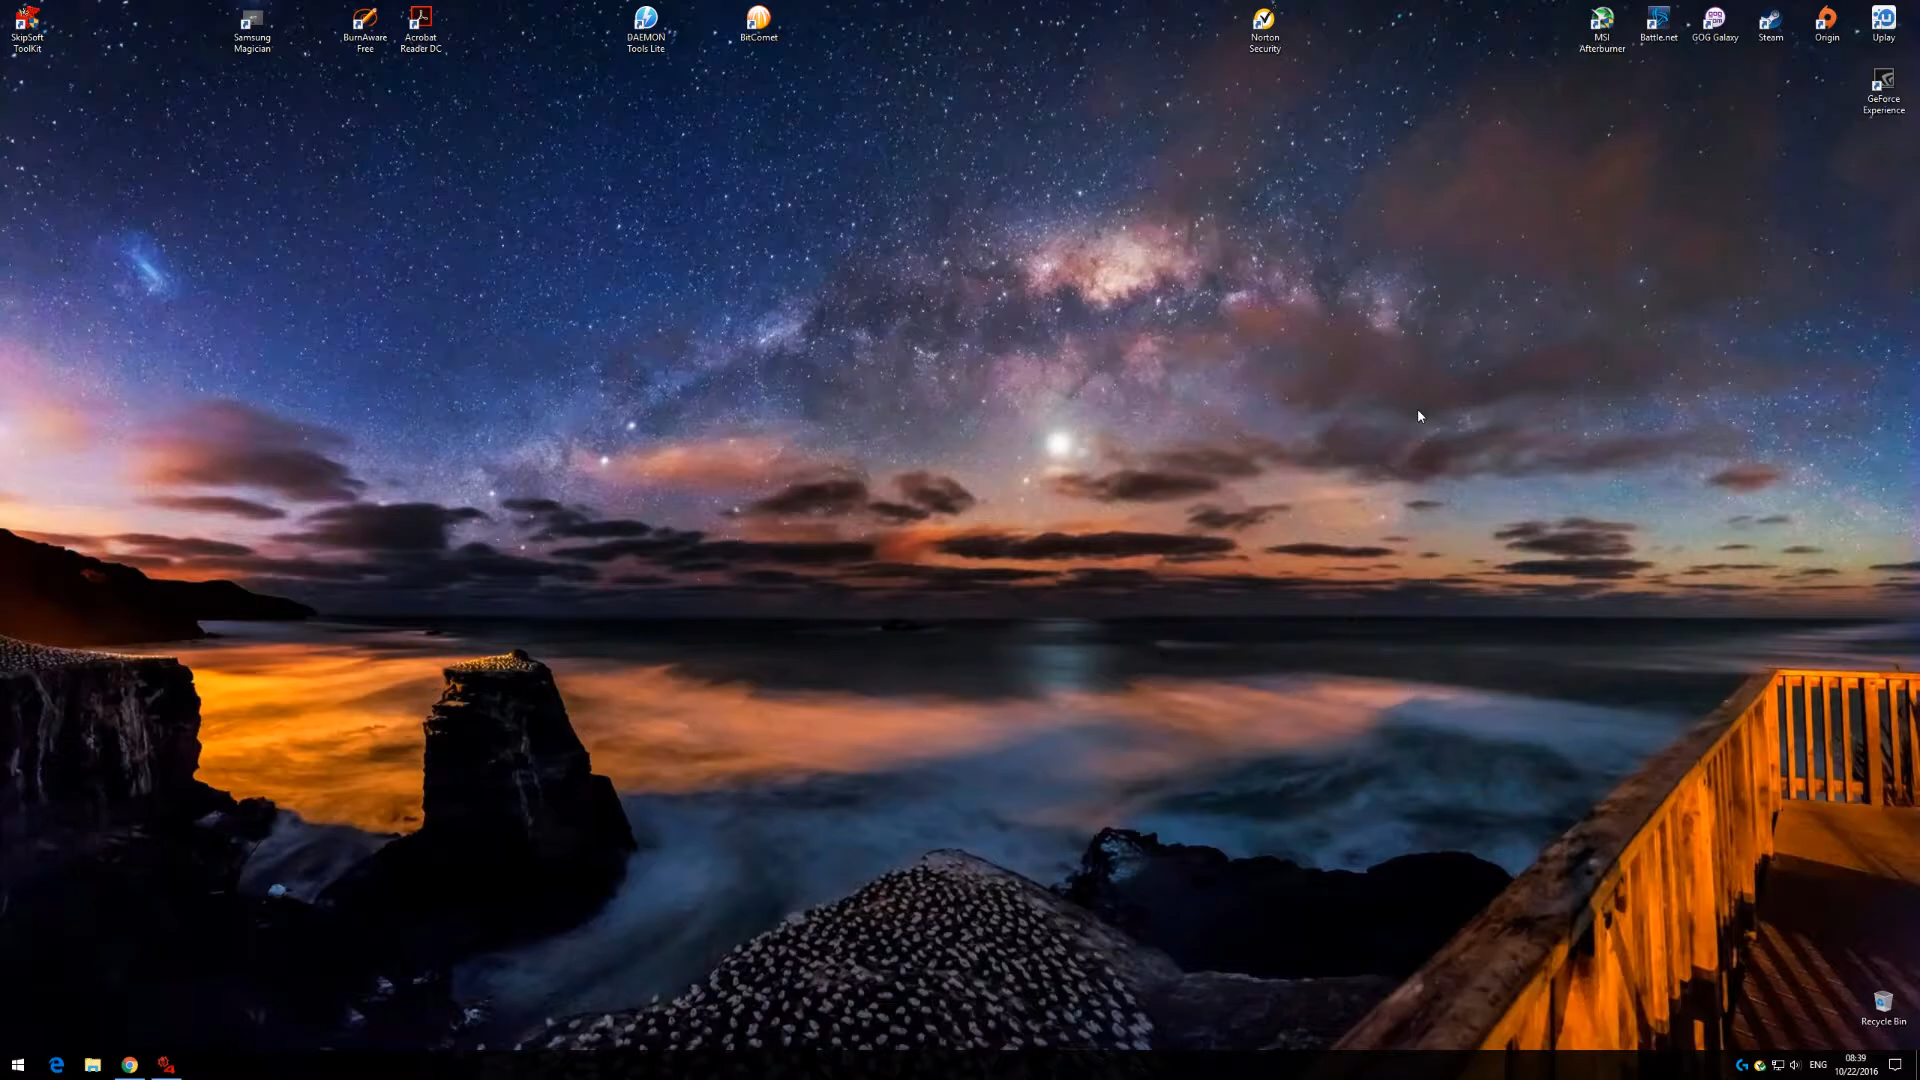 SkipSoft
ToolKit
Samsung
Magician
BurnAware
Free
Acrobat
Reader DC
DAEMON
Tools Lite
BitComet
Norton
Security
MSI
Afterburner
Battle.net
GOG Galaxy
Steam
Origin
Uplay
GeForce
Experience
Recycle Bin
ENG
08:39
10/22/2016